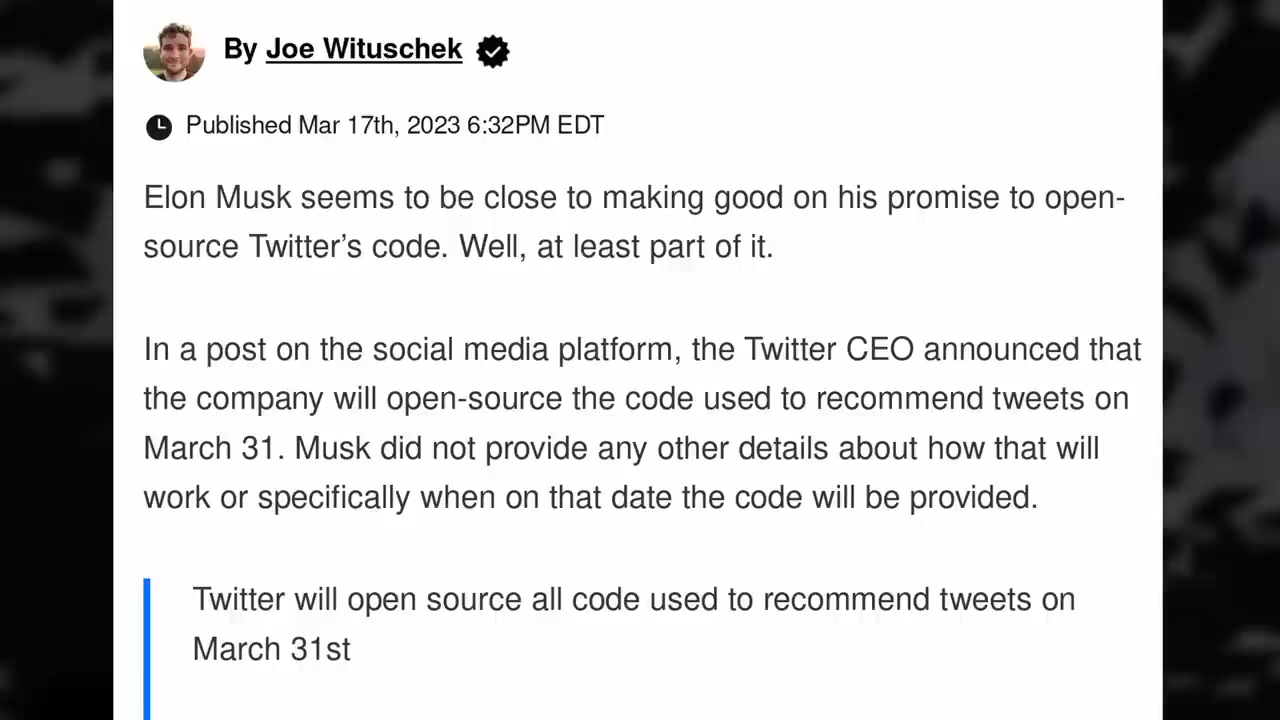 By Joe Wituschek
Published Mar 17th, 2023 6:32PM EDT
Elon Musk seems to be close to making good on his promise to open-
source Twitter’s code. Well, at least part of it.
In a post on the social media platform, the Twitter CEO announced that
the company will open-source the code used to recommend tweets on
March 31. Musk did not provide any other details about how that will
work or specifically when on that date the code will be provided.
Twitter will open source all code used to recommend tweets on
March 31st